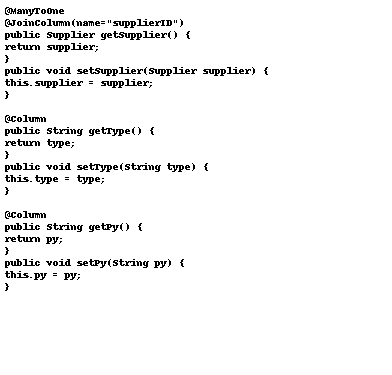 @ManyToOne
@JoinColumn(name="supplierID")
public Supplier getSupplier() {
return supplier;
}
public void setSupplier(Supplier supplier) {
this.supplier = supplier;
}
@Column
public String getType() {
return type;
}
public void setType(String type) {
this.type = type;
}
@Column
public String getPy() {
return py;
}
public void setPy(String py) {
this.py = py;
}